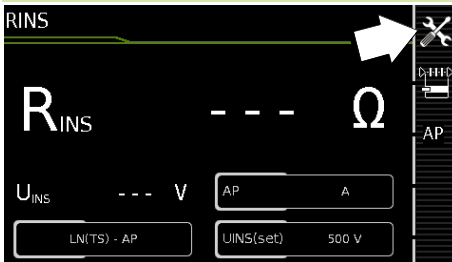 RINS
RINS --- Ω
AP
UINS --- V
AP A
LN(TS) - AP
UINS(set) 500 V